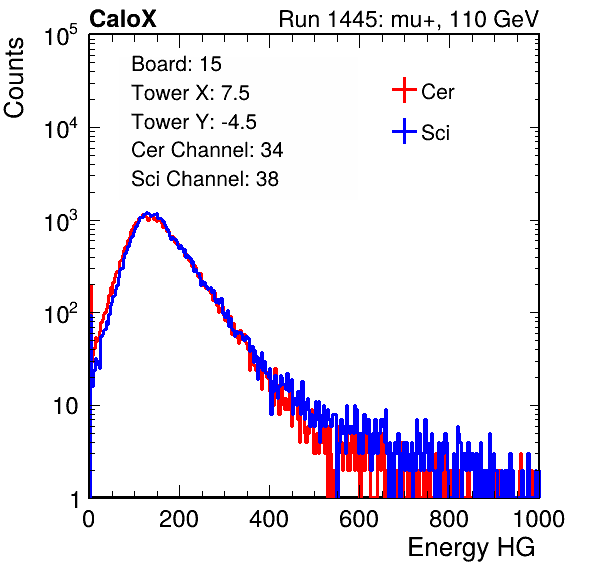 CaloX
Run 1445: mu+, 110 GeV
Counts
Board: 15
Tower X: 7.5
Tower Y: -4.5
Cer Channel: 34
Sci Channel: 38
Cer
Sci
10^5
10^4
10^3
10^2
10
1
0 200 400 600 800 1000
Energy HG